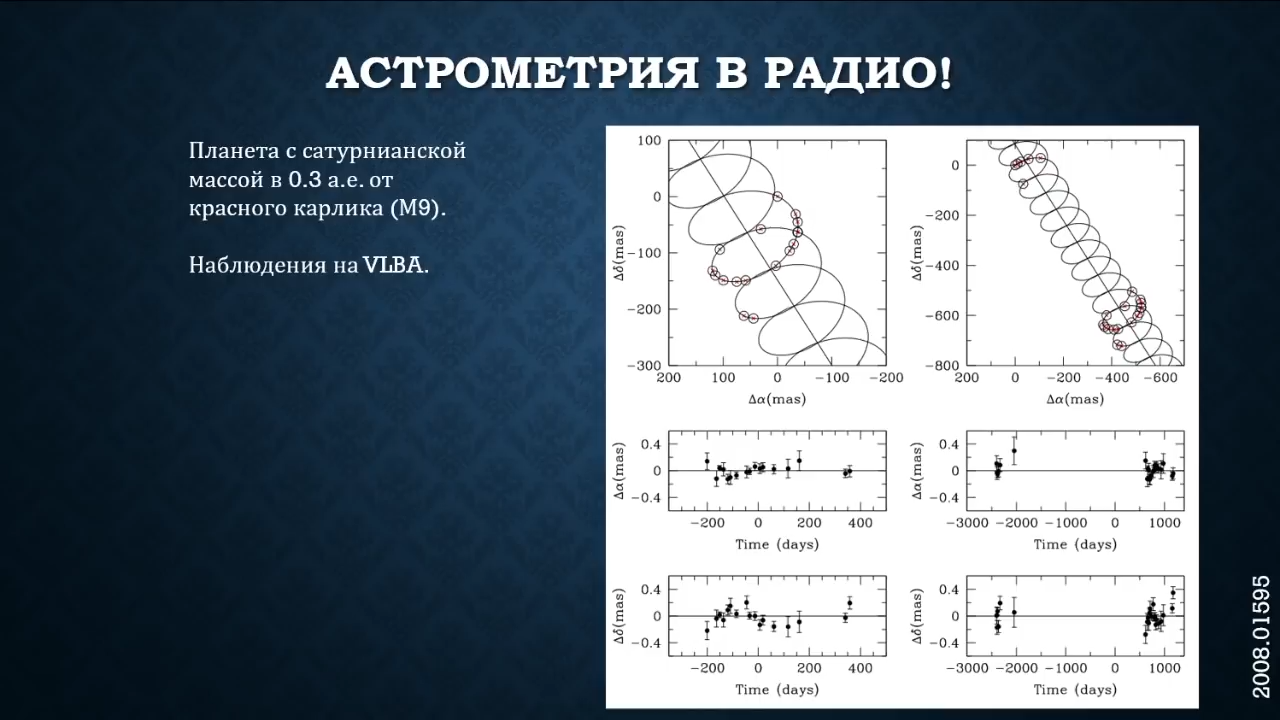 АСТРОМЕТРИЯ В РАДИО!
Планета с сатурнианской
массой в 0.3 а.е. от
красного карлика (M9).
Наблюдения на VLBA.
100
0
−100
−200
−300
Δδ(mas)
200 100 0 −100 −200
Δα(mas)
0
−200
−400
−600
−800
Δδ(mas)
200 0 −200 −400 −600
Δα(mas)
0.4
0
−0.4
Δα(mas)
−200 0 200 400
Time (days)
0.4
0
−0.4
Δα(mas)
−3000 −2000 −1000 0 1000
Time (days)
0.4
0
−0.4
Δδ(mas)
−200 0 200 400
Time (days)
0.4
0
−0.4
Δδ(mas)
−3000 −2000 −1000 0 1000
Time (days)
2008.01595